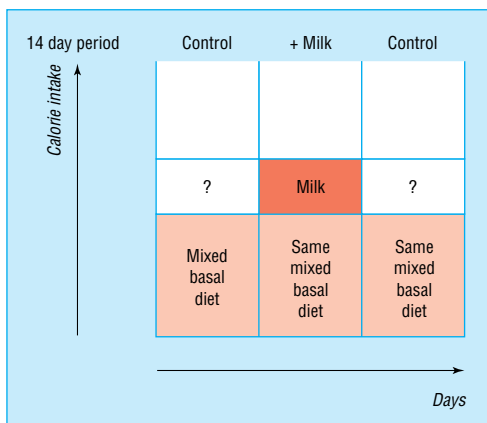 14 day period Control + Milk Control
Calorie intake
? Milk ?
Mixed basal diet
Same mixed basal diet
Same mixed basal diet
Days